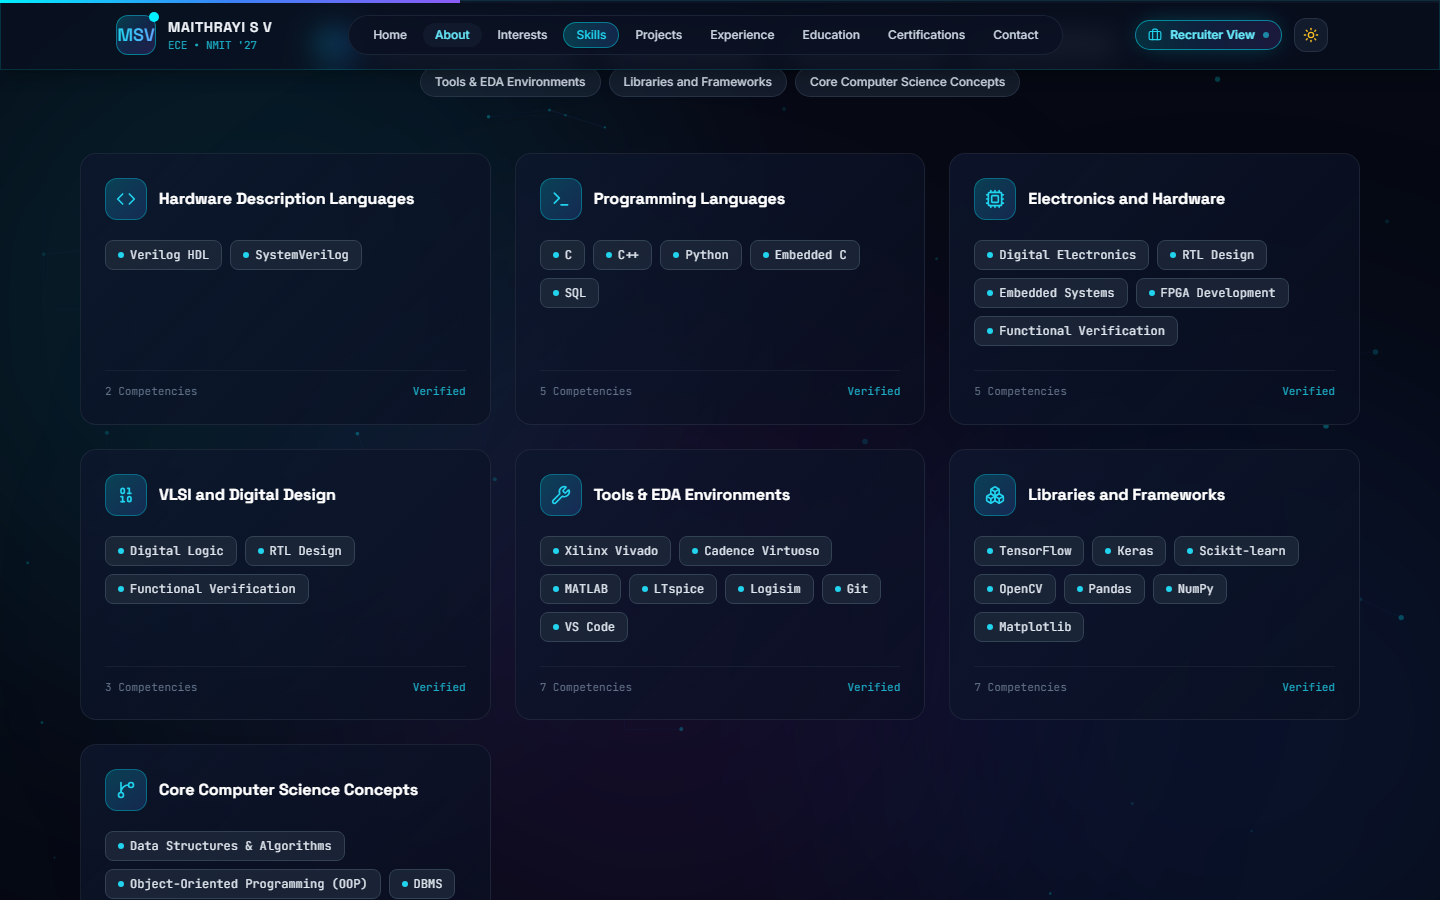 MSV
MAITHRAYI S V
ECE • NMIT '27
Home About Interests Skills Projects Experience Education Certifications Contact
Recruiter View
Tools & EDA Environments Libraries and Frameworks Core Computer Science Concepts
Hardware Description Languages
Verilog HDL SystemVerilog
2 Competencies Verified
Programming Languages
C C++ Python Embedded C
SQL
5 Competencies Verified
Electronics and Hardware
Digital Electronics RTL Design
Embedded Systems FPGA Development
Functional Verification
5 Competencies Verified
VLSI and Digital Design
01
10
Digital Logic RTL Design
Functional Verification
3 Competencies Verified
Tools & EDA Environments
Xilinx Vivado Cadence Virtuoso
MATLAB LTspice Logisim Git
VS Code
7 Competencies Verified
Libraries and Frameworks
TensorFlow Keras Scikit-learn
OpenCV Pandas NumPy
Matplotlib
7 Competencies Verified
Core Computer Science Concepts
Data Structures & Algorithms
Object-Oriented Programming (OOP) DBMS